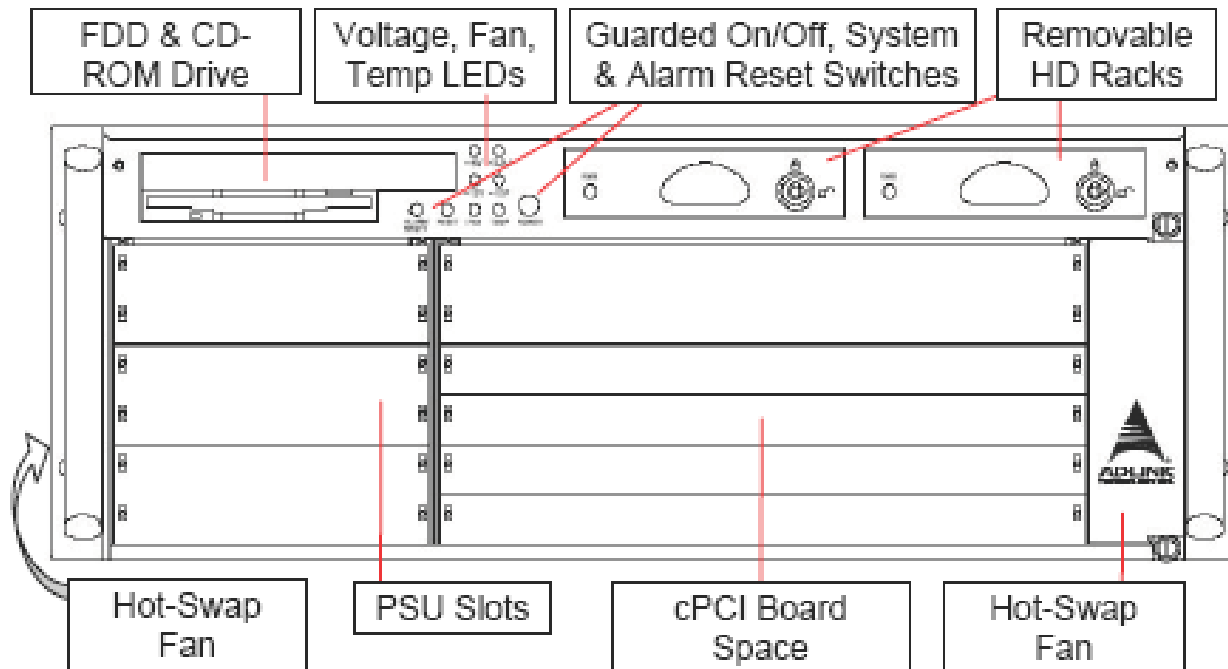 FDD & CD-
ROM Drive
Voltage, Fan,
Temp LEDs
Guarded On/Off, System
& Alarm Reset Switches
Removable
HD Racks
ADLINK
Hot-Swap
Fan
PSU Slots
cPCI Board
Space
Hot-Swap
Fan